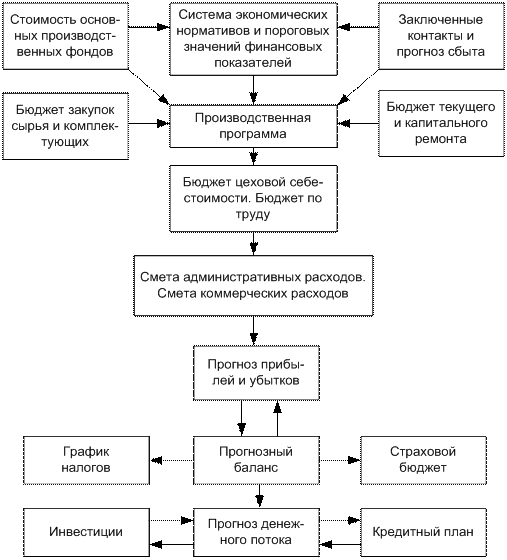 Стоимость основ-
ных производст-
венных фондов
Система экономических
нормативов и пороговых
значений финансовых
показателей
Заключенные
контакты и
прогноз сбыта
Бюджет закупок
сырья и комплек-
тующих
Производственная
программа
Бюджет текущего
и капитального
ремонта
Бюджет цеховой себе-
стоимости. Бюджет по
труду
Смета административных расходов.
Смета коммерческих расходов
Прогноз прибы-
лей и убытков
График
налогов
Прогнозный
баланс
Страховой
бюджет
Инвестиции
Прогноз денеж-
ного потока
Кредитный план